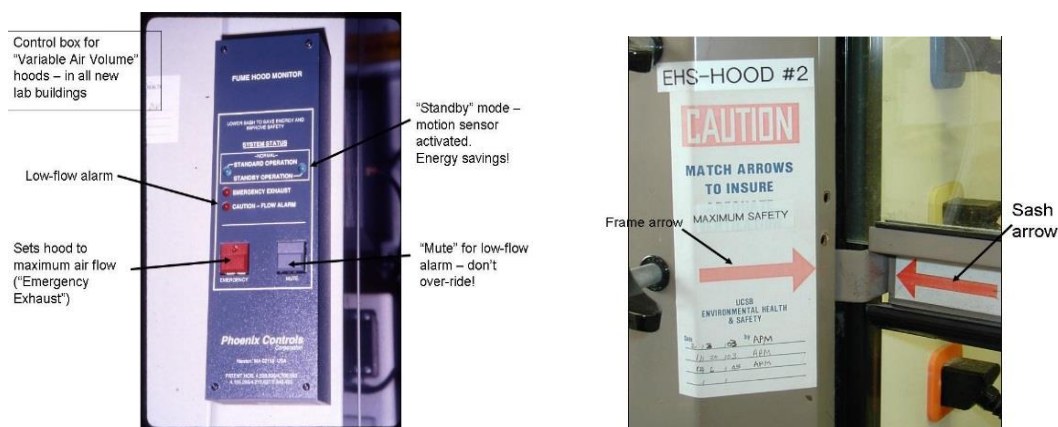 Control box for
“Variable Air Volume”
hoods – in all new
lab buildings
Low-flow alarm
Sets hood to
maximum air flow
(“Emergency
Exhaust”)
FUME HOOD MONITOR
LOWER SASH TO SAVE ENERGY AND
IMPROVE SAFETY
SYSTEM STATUS
–NORMAL–
STANDARD OPERATION
STANDBY OPERATION
EMERGENCY EXHAUST
CAUTION – FLOW ALARM
EMERGENCY
MUTE
Phoenix Controls
Corporation
“Standby” mode –
motion sensor
activated.
Energy savings!
“Mute” for low-flow
alarm – don’t
over-ride!
EHS-HOOD #2
CAUTION
MATCH ARROWS
TO INSURE
MAXIMUM SAFETY
Frame arrow
UCSB
ENVIRONMENTAL HEALTH
& SAFETY
Date by APM
APM
APM
Sash
arrow